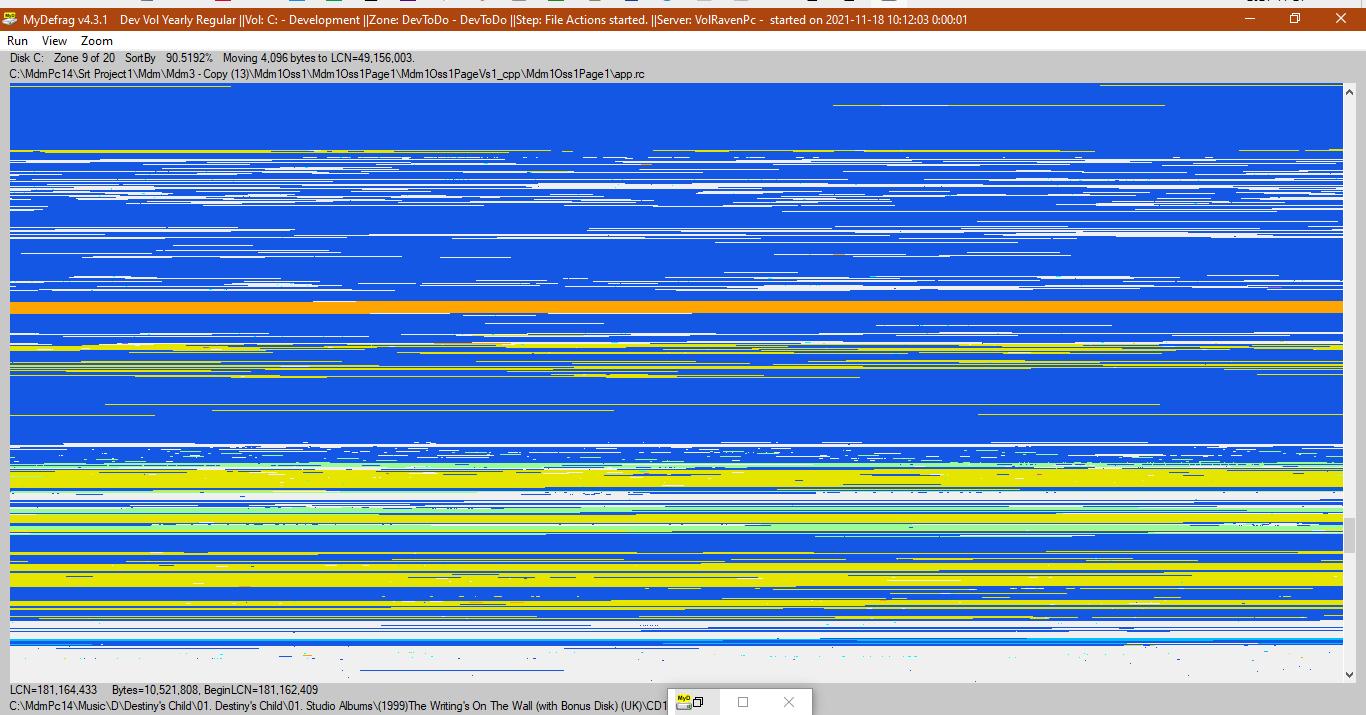 MyDefrag v4.3.1 Dev Vol Yearly Regular ||Vol: C: - Development ||Zone: DevToDo - DevToDo ||Step: File Actions started. ||Server: VolRavenPc - started on 2021-11-18 10:12:03 0:00:01
Run View Zoom
Disk C: Zone 9 of 20 SortBy 90.5192% Moving 4,096 bytes to LCN=49,156,003.
C:\MdmPc14\Srt Project1\Mdm\Mdm3 - Copy (13)\Mdm1Oss1\Mdm1Oss1Page1\Mdm1Oss1PageVs1_cpp\Mdm1Oss1Page1\app.rc
LCN=181,164,433 Bytes=10,521,808, BeginLCN=181,162,409
C:\MdmPc14\Music\D\Destiny's Child\01. Destiny's Child\01. Studio Albums\(1999)The Writing's On The Wall (with Bonus Disk) (UK)\CD1
MyD